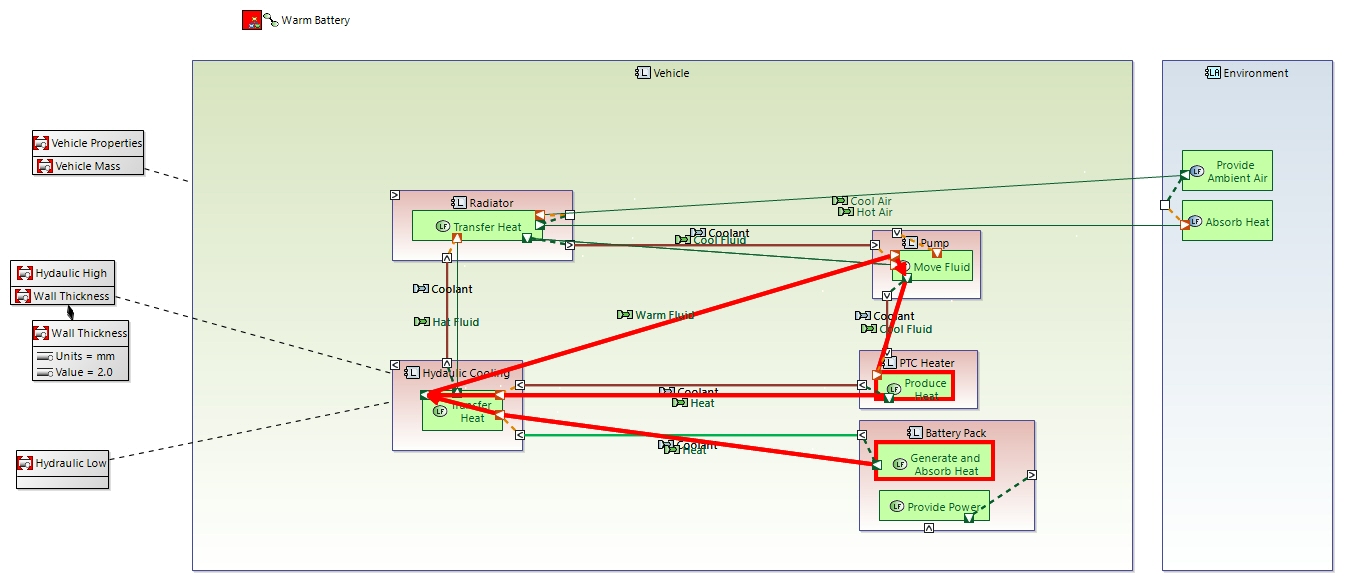 Warm Battery
Vehicle
Environment
Vehicle Properties
Vehicle Mass
Provide
Ambient Air
Absorb Heat
Radiator
Transfer Heat
Cool Air
Hot Air
Coolant
Cool Fluid
Pump
Move Fluid
Hydaulic High
Wall Thickness
Coolant
Hat Fluid
Warm Fluid
Coolant
Cool Fluid
Wall Thickness
Units = mm
Value = 2.0
Hydaulic Cooling
Transfer
Heat
PTC Heater
Produce
Heat
Coolant
Heat
Battery Pack
Generate and
Absorb Heat
Coolant
Heat
Hydraulic Low
Provide Power